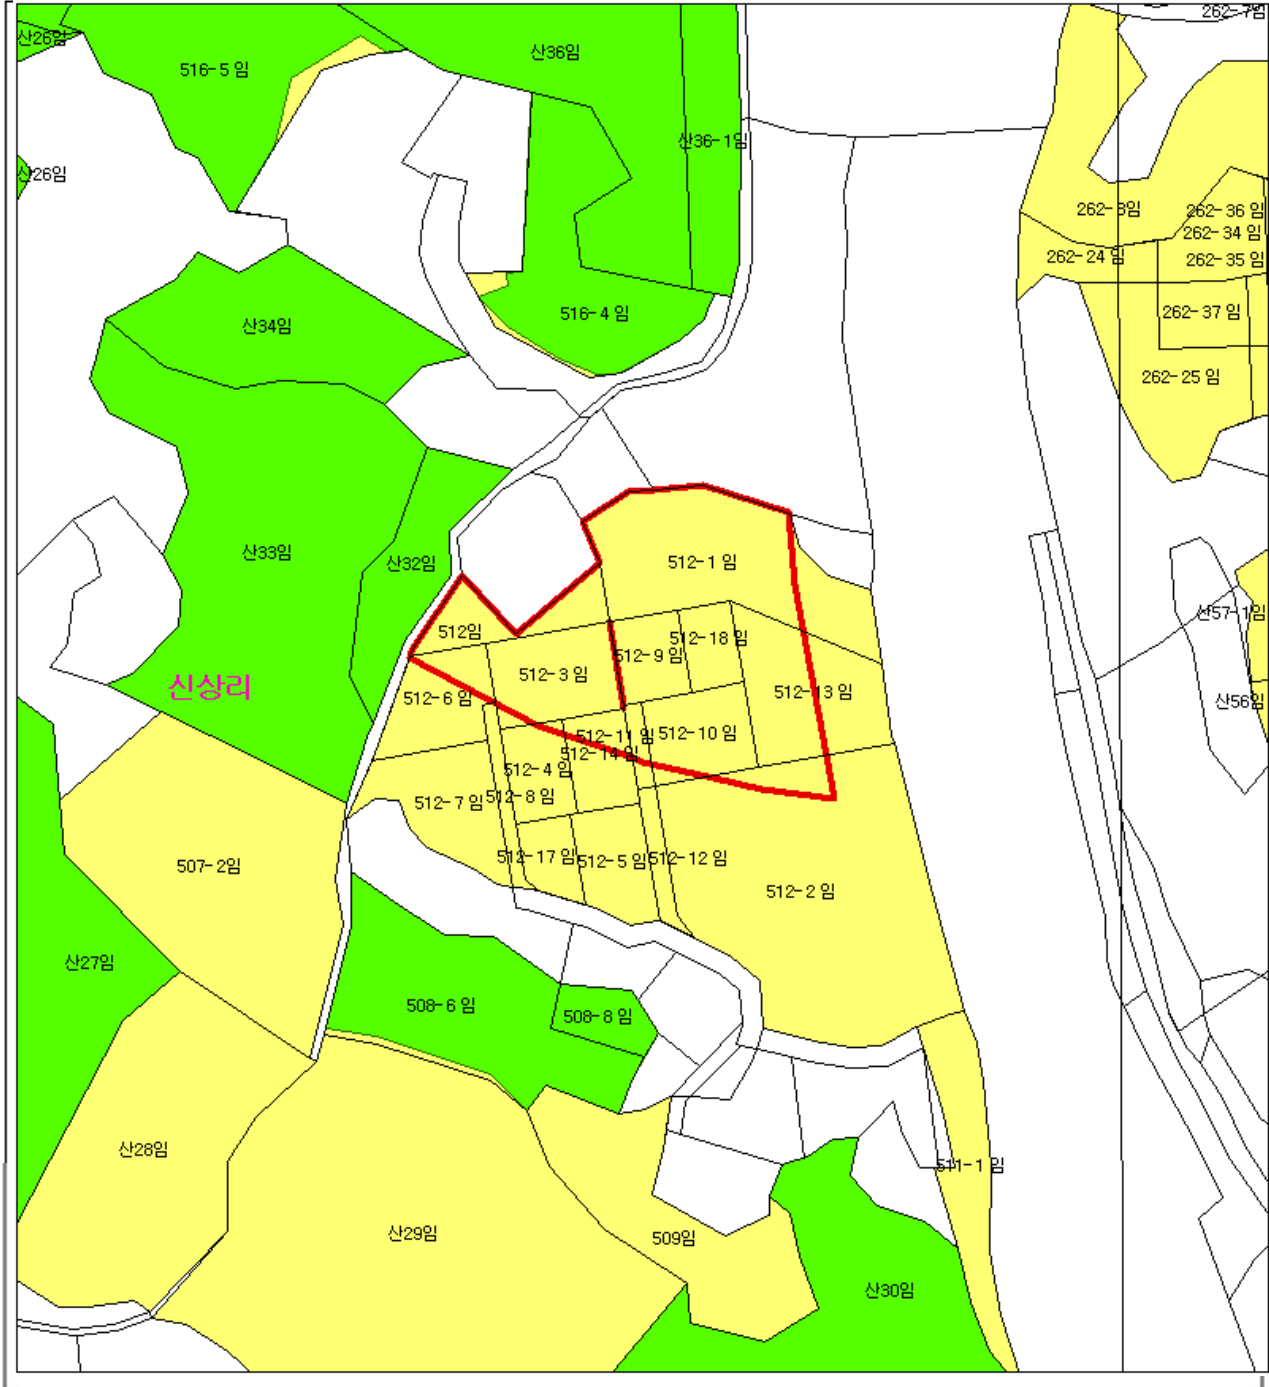 262-7임
산26임
산36임
516-5 임
산36-1임
산26임
262-3임
262-36 임
262-34 임
262-24 임
262-35 임
516-4 임
262-37 임
산34임
262-25 임
산33임
산32임
512-1 임
산57-1임
512임
512-18 임
512-9 임
512-3 임
신상리
512-6 임
512-13 임
산56임
512-11 임
512-10 임
512-14 임
512-4 임
512-8 임
512-7 임
512-17 임
512-5 임
512-12 임
507-2임
512-2 임
산27임
508-6 임
508-8 임
산28임
511-1 임
산29임
509임
산30임